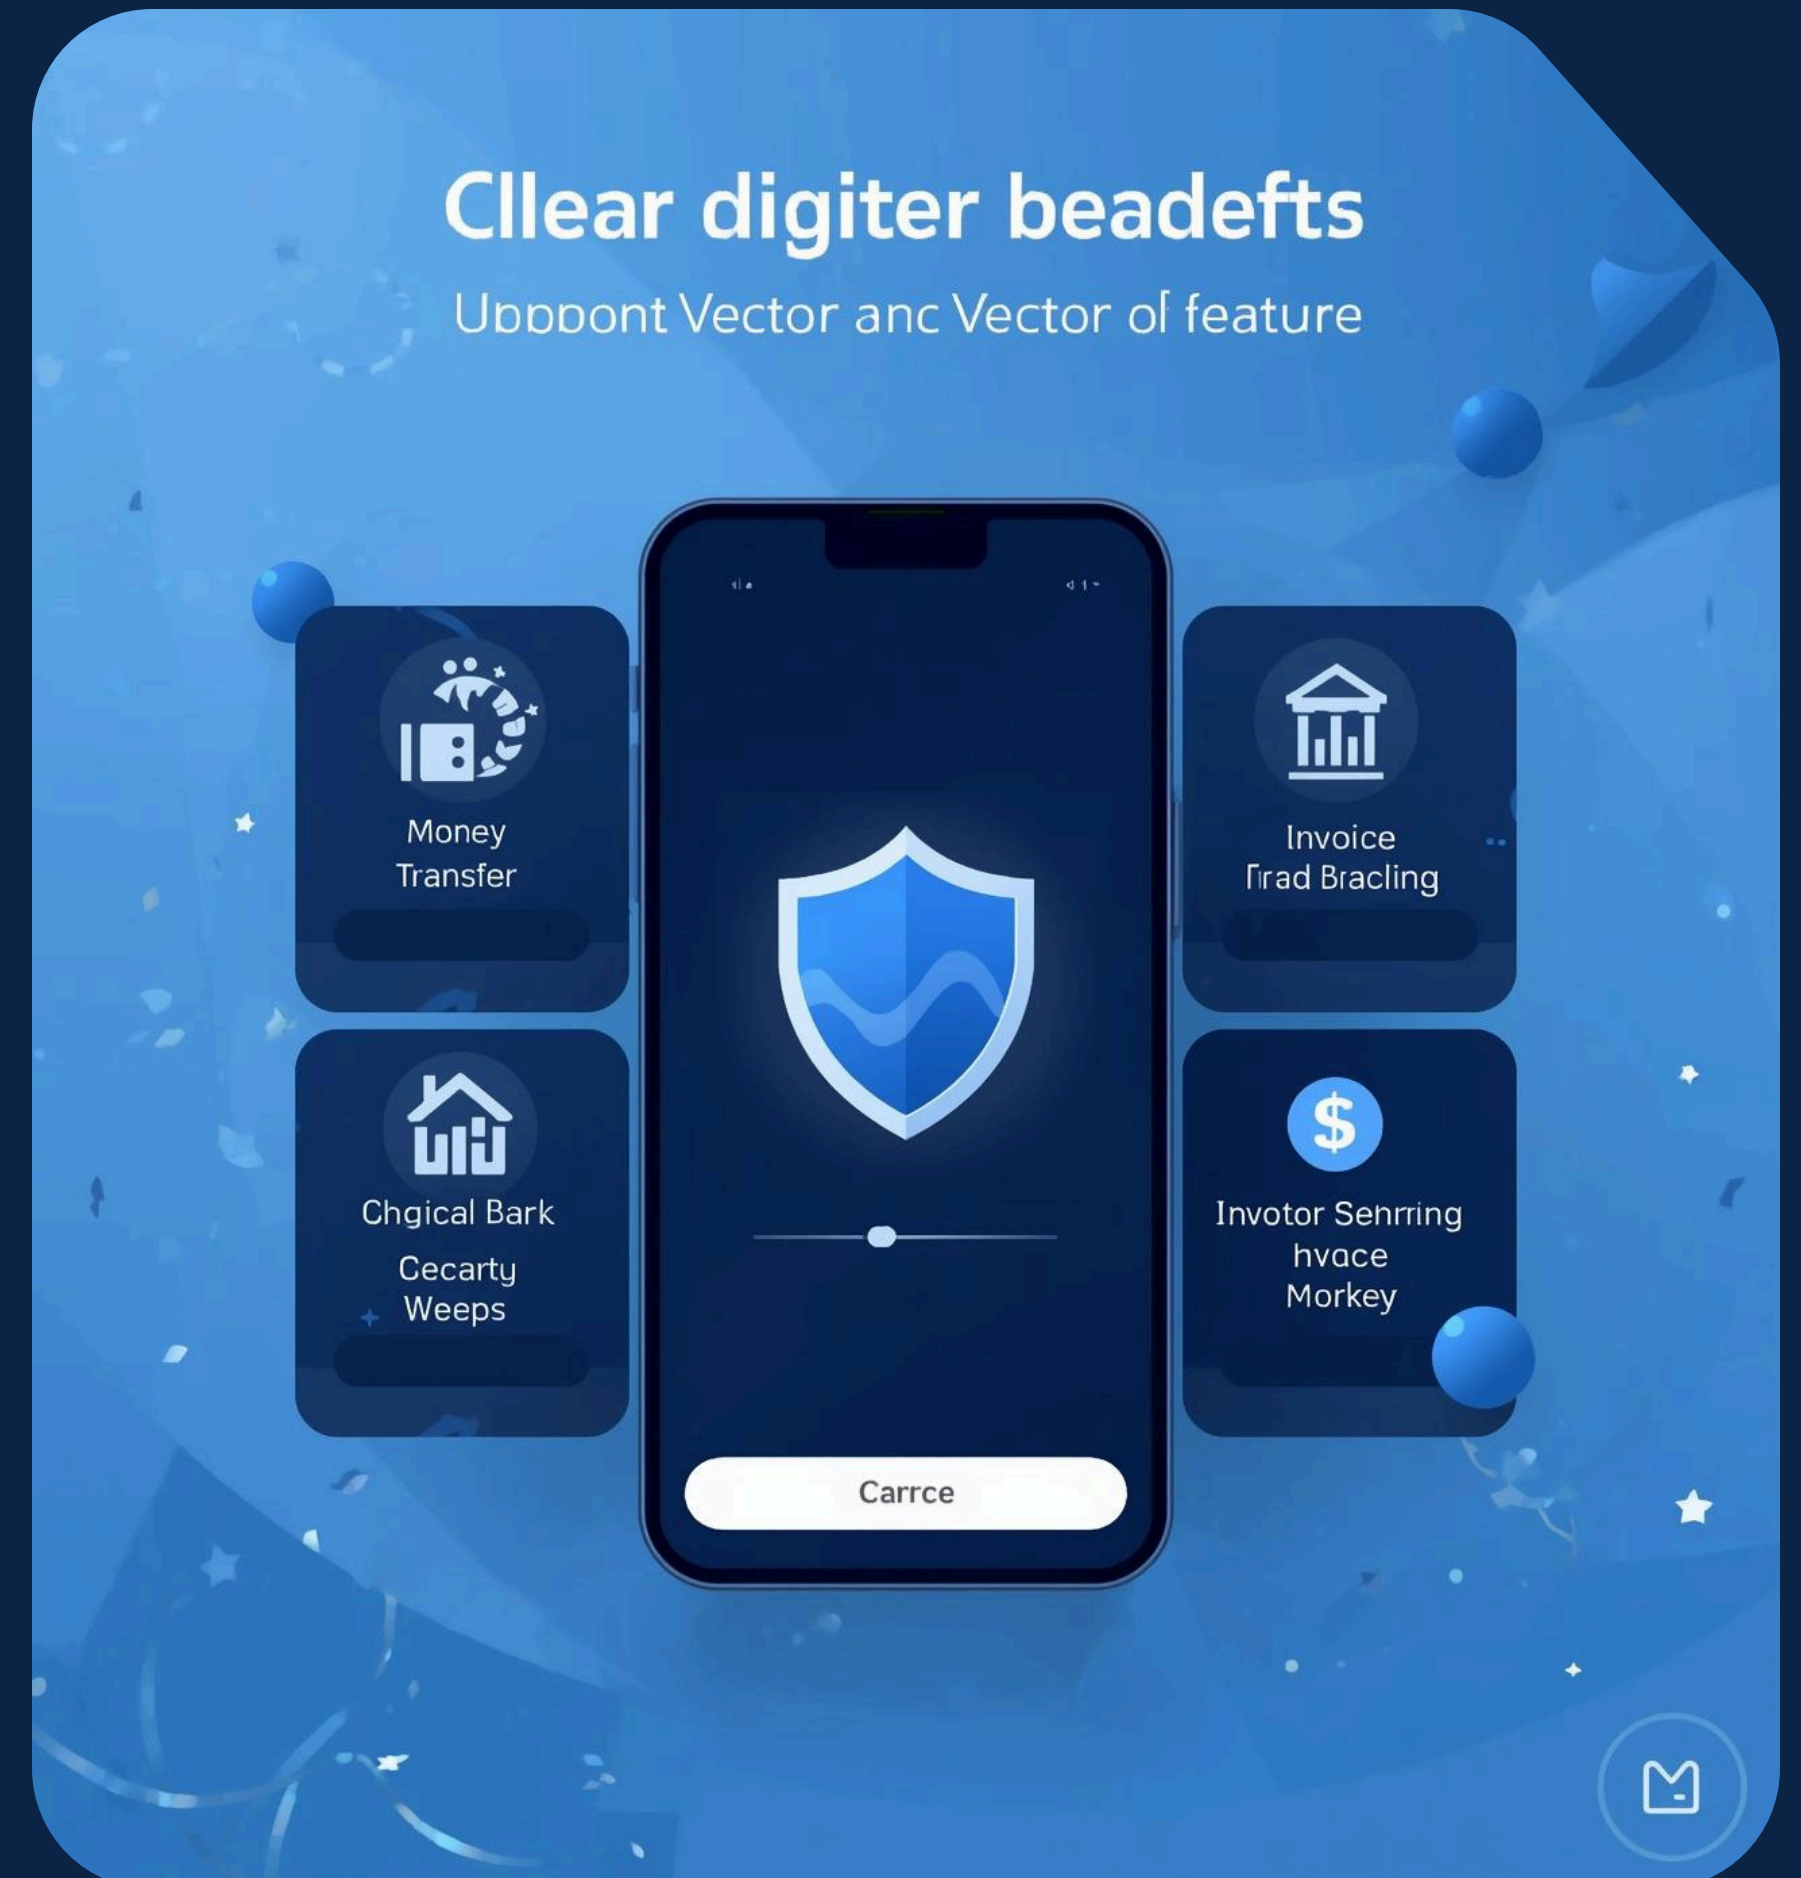 Cllear digiter beadefts
Ubppont Vector anc Vector of feature
Money
Transfer
Invoice
Tirad Bracling
Chgical Bark
Cecarty
Weeps
Invotor Senrring
hvace
Morkey
Carrce